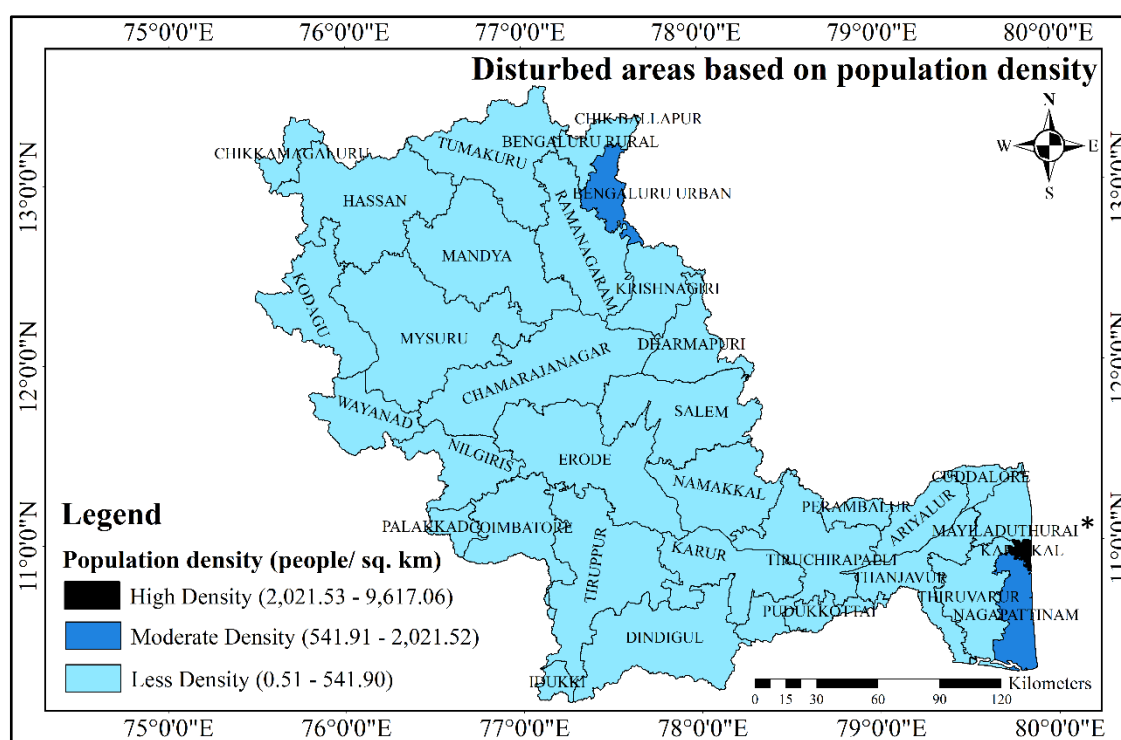 75°0'0"E 76°0'0"E 77°0'0"E 78°0'0"E 79°0'0"E 80°0'0"E
Disturbed areas based on population density
N
W E
S
13°0'0"N
12°0'0"N
11°0'0"N
13°0'0"N
12°0'0"N
11°0'0"N
CHIK BALLAPUR
BENGALURU RURAL
CHIKKAMAGALURU
TUMAKURU
BENGALURU URBAN
HASSAN
RAMANAGARAM
MANDYA
KRISHNAGIRI
KODAGU
MYSURU
DHARMAPURI
CHAMARAJANAGAR
WAYANAD
SALEM
NILGIRIS
ERODE
NAMAKKAL
CUDDALORE
PERAMBALUR
ARIYALUR
PALAKKAD
COIMBATORE
MAYILADUTHURAI *
KARAIKAL
TIRUPPUR
KARUR
TIRUCHIRAPALLI
THANJAVUR
THIRUVARUR
PUDUKKOTTAI
NAGAPATTINAM
DINDIGUL
IDUKKI
Legend
Population density (people/ sq. km)
High Density (2,021.53 - 9,617.06)
Moderate Density (541.91 - 2,021.52)
Less Density (0.51 - 541.90)
Kilometers
0 15 30 60 90 120
75°0'0"E 76°0'0"E 77°0'0"E 78°0'0"E 79°0'0"E 80°0'0"E